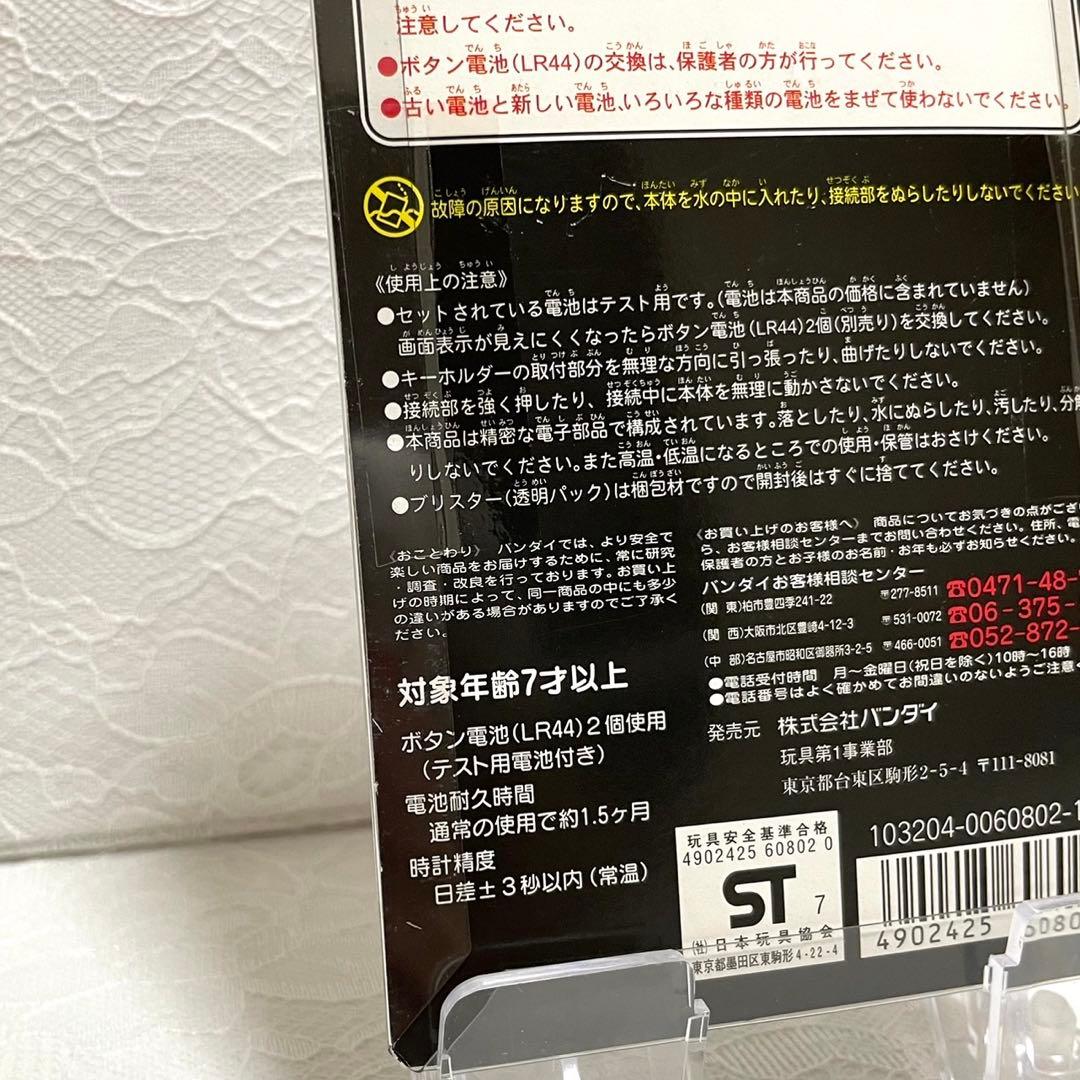 注意してください。
●ボタン電池(LR44)の交換は、保護者の方が行ってください。
●古い電池と新しい電池、いろいろな種類の電池をまぜて使わないでください。
故障の原因になりますので、本体を水の中に入れたり、接続部をぬらしたりしないでください
《使用上の注意》
●セットされている電池はテスト用です。(電池は本商品の価格に含まれていません)
画面表示が見えにくくなったらボタン電池(LR44)2個(別売り)を交換してください。
●キーホルダーの取付部分を無理な方向に引っ張ったり、曲げたりしないでください。
●接続部を強く押したり、接続中に本体を無理に動かさないでください。
●本商品は精密な電子部品で構成されています。落としたり、水にぬらしたり、汚したり、分解
りしないでください。また高温・低温になるところでの使用・保管はおさけください。
●ブリスター(透明パック)は梱包材ですので開封後はすぐに捨ててください。
《おことわり》 バンダイでは、より安全で
楽しい商品をお届けするために、常に研究
・調査・改良を行っております。お買い上
げの時期によって、同一商品の中にも多少
の違いがある場合がありますのでご了承く
ださい。
対象年齢7才以上
ボタン電池(LR44)2個使用
(テスト用電池付き)
電池耐久時間
通常の使用で約1.5ヶ月
時計精度
日差±3秒以内(常温)
《お買い上げのお客様へ》 商品についてお気づきの点がござい
ら、お客様相談センターまでお問い合わせください。住所、電
保護者の方とお子様のお名前・お年も必ずお知らせください。
バンダイお客様相談センター
(関 東)柏市豊四季241-22 〒277-8511 ☎0471-48-
(関 西)大阪市北区豊崎4-12-3 〒531-0072 ☎06-375-
(中 部)名古屋市昭和区御器所3-2-5 〒466-0051 ☎052-872-
●電話受付時間 月〜金曜日(祝日を除く)10時〜16時
●電話番号はよく確かめてお間違いのないようご注意く
発売元 株式会社バンダイ
玩具第1事業部
東京都台東区駒形2-5-4 〒111-8081
103204-0060802-1
玩具安全基準合格
4902425 60802 0
ST 7
(社)日本玩具協会
東京都墨田区東駒形4-22-4
4902425 6080